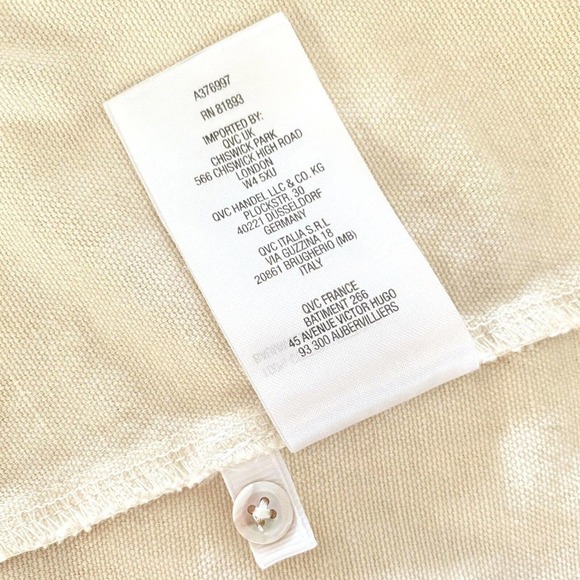 A376997
RN 81893
IMPORTED BY:
QVC UK
CHISWICK PARK
566 CHISWICK HIGH ROAD
LONDON
W4 5XU
QVC HANDEL LLC & CO. KG
PLOCKSTR. 30
40221 DUSSELDORF
GERMANY
QVC ITALIA S.R.L
VIA GUZZINA 18
20861 BRUGHERIO (MB)
ITALY
QVC FRANCE
BATIMENT 266
45 AVENUE VICTOR HUGO
93 300 AUBERVILLIERS